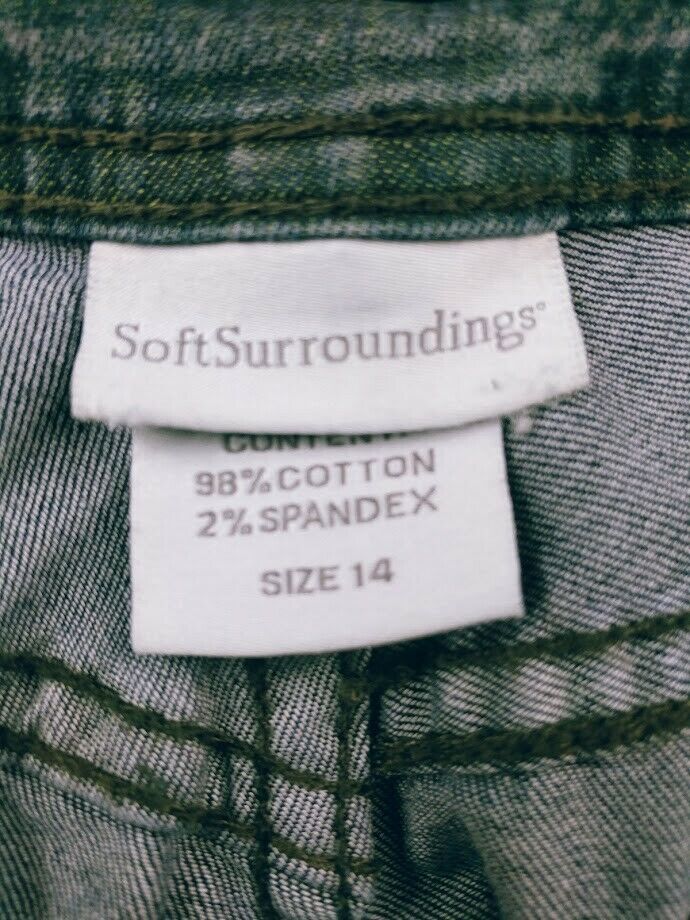 SoftSurroundings®
98% COTTON
2% SPANDEX
SIZE 14